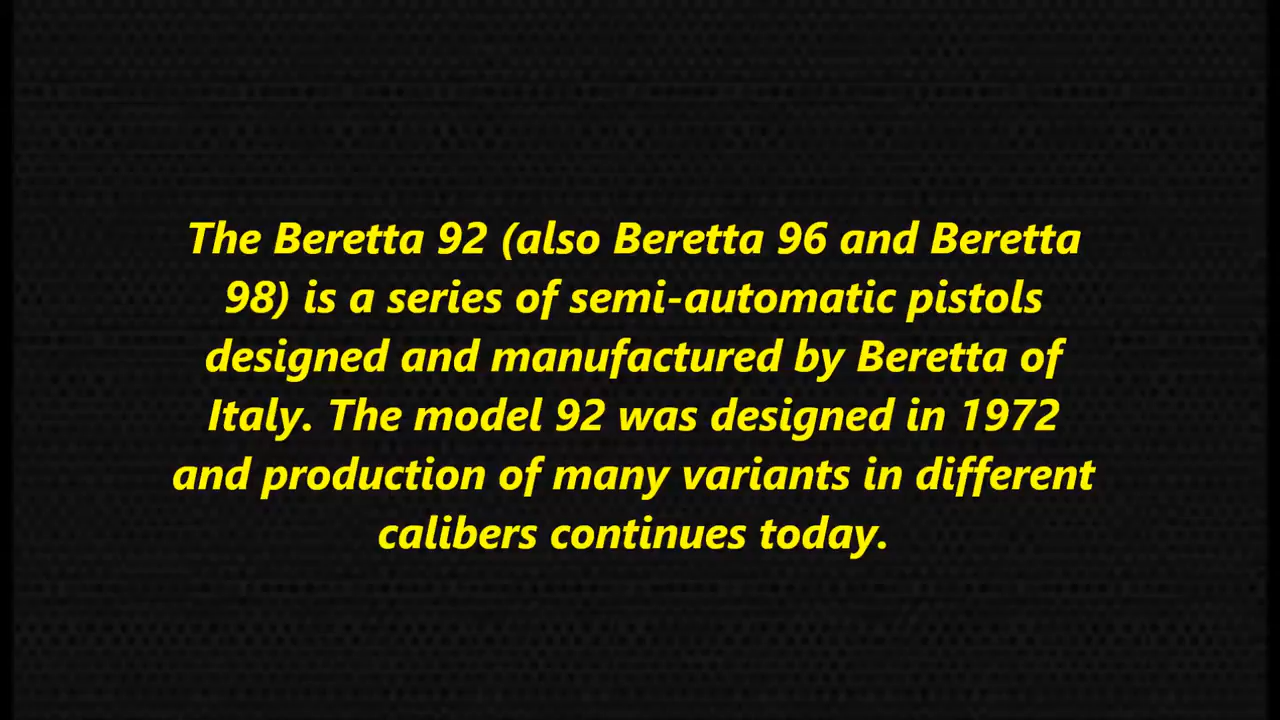 The Beretta 92 (also Beretta 96 and Beretta
98) is a series of semi-automatic pistols
designed and manufactured by Beretta of
Italy. The model 92 was designed in 1972
and production of many variants in different
calibers continues today.